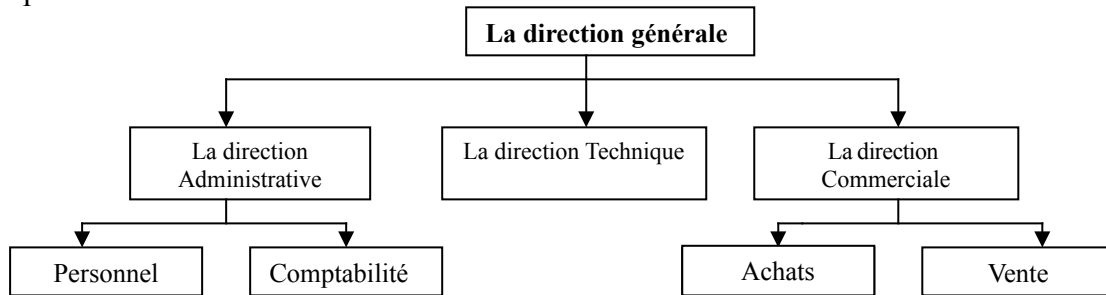 La direction générale
La direction
Administrative
La direction Technique
La direction
Commerciale
Personnel
Comptabilité
Achats
Vente